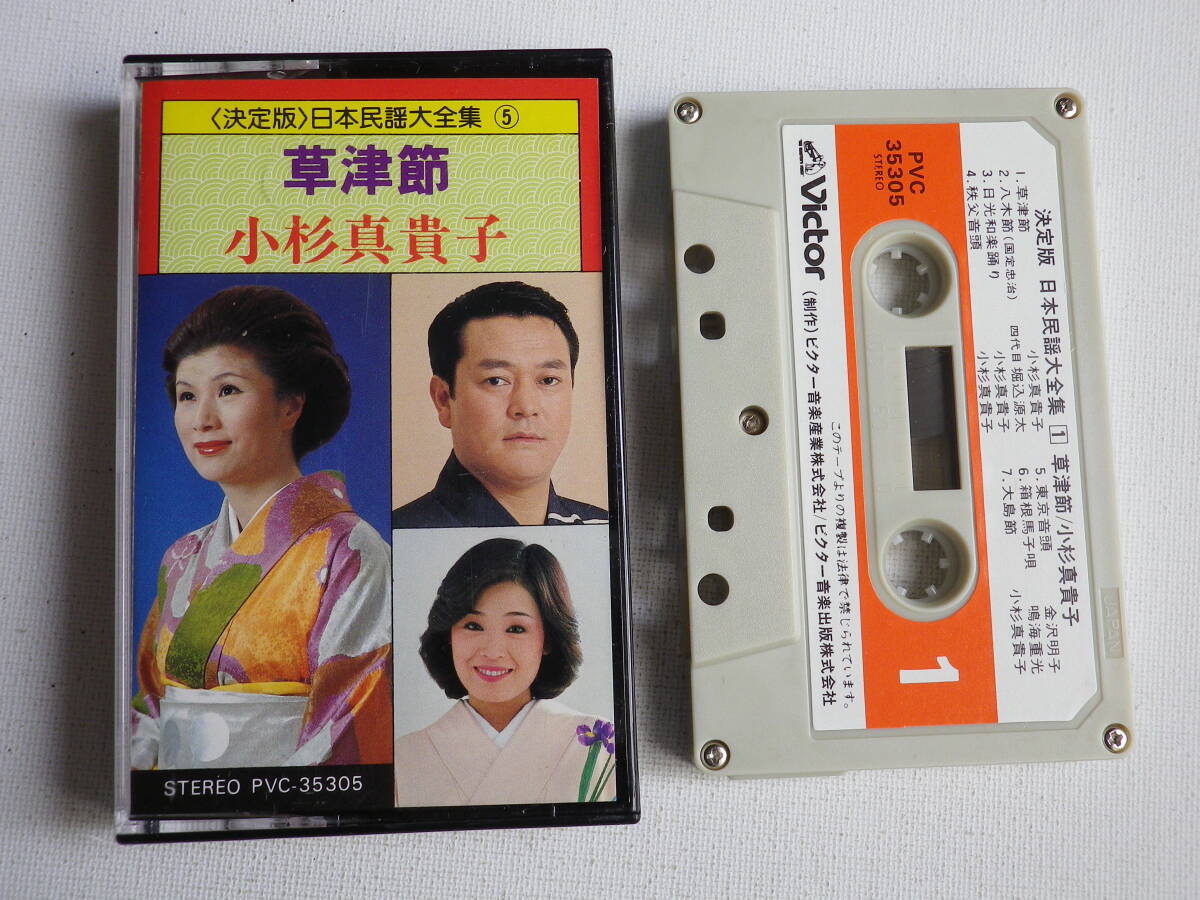 〈決定版〉日本民謡大全集 ⑤
草津節
小杉真貴子
STEREO PVC-35305
決定版 日本民謡大全集 1 草津節/小杉真貴子
1. 草津節 小杉真貴子
2. 八木節(国定忠治) 四代目 堀込源太
3. 日光和楽踊り 小杉真貴子
4. 秩父音頭 小杉真貴子
5. 東京音頭 金沢明子
6. 箱根馬子唄 鳴海重光
7. 大島節 小杉真貴子
PVC
35305
STEREO
1
Victor
(制作)ビクター音楽産業株式会社/ビクター音楽出版株式会社
このテープよりの複製は法律で禁じられています。
JAPAN